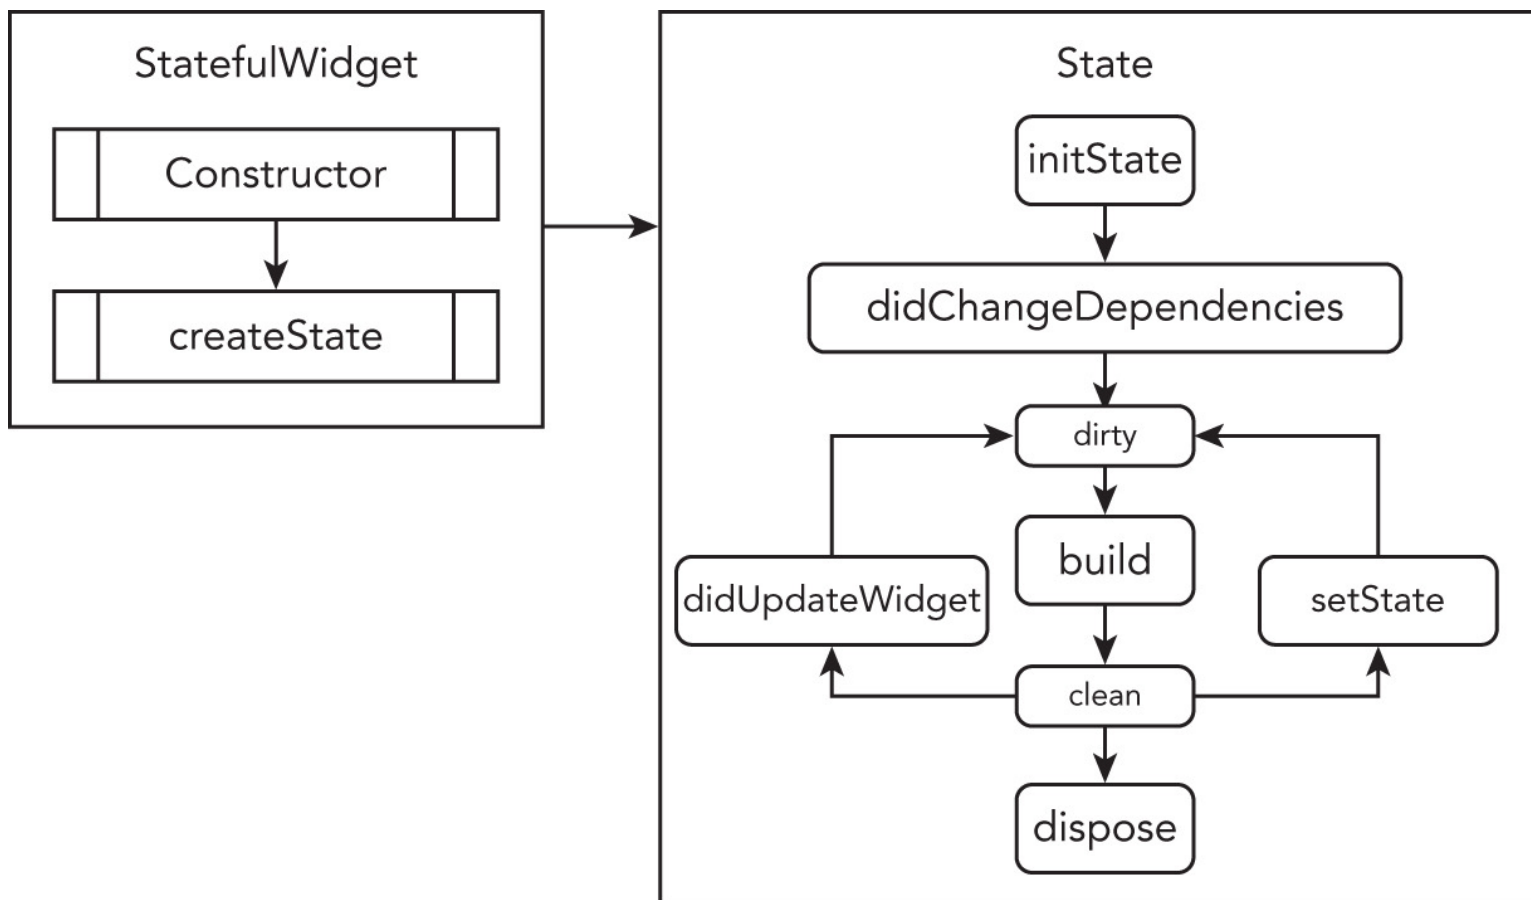 StatefulWidget
Constructor
createState
State
initState
didChangeDependencies
dirty
build
didUpdateWidget
setState
clean
dispose